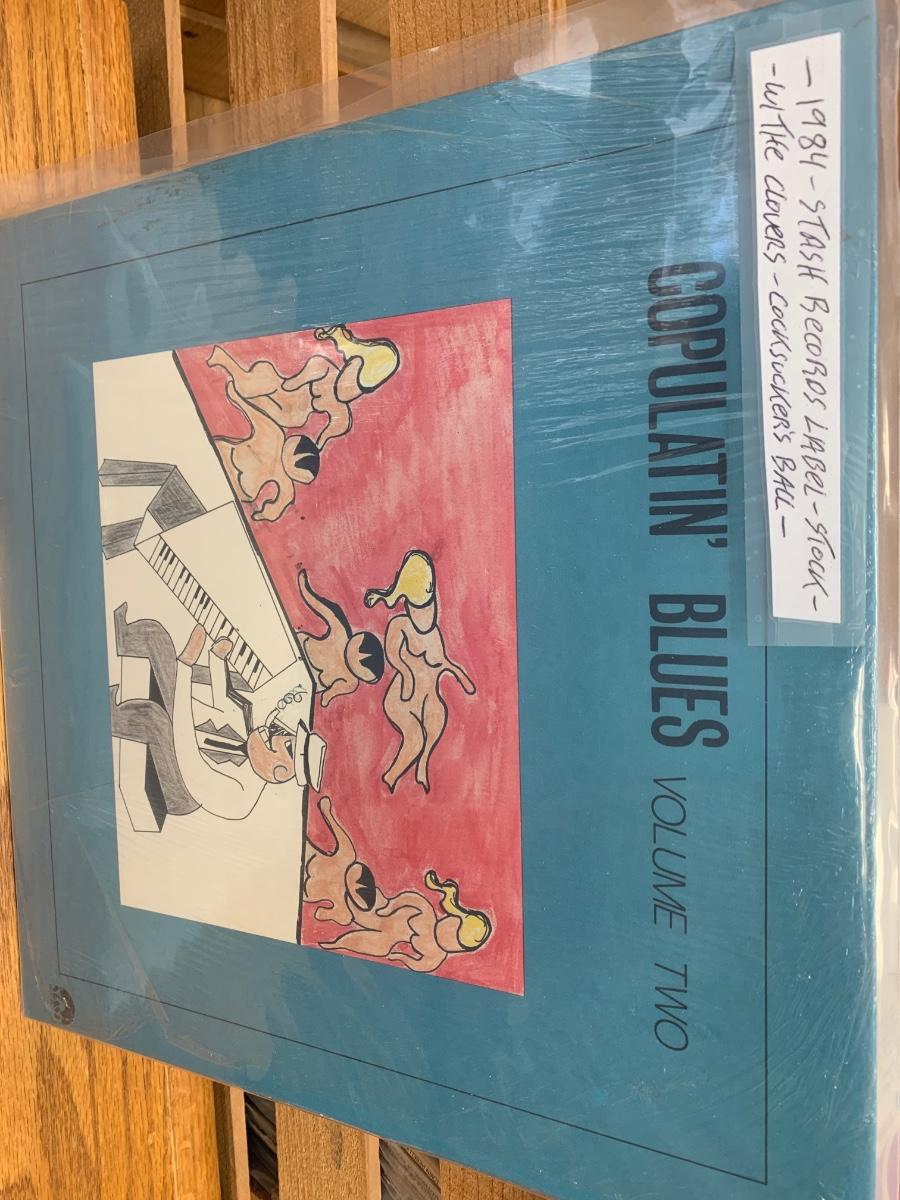 - 1984 - STASH RECORDS LABEL - STOCK -
- W/ THE CLOVERS - COCKSUCKER'S BALL -
COPULATIN' BLUES VOLUME TWO